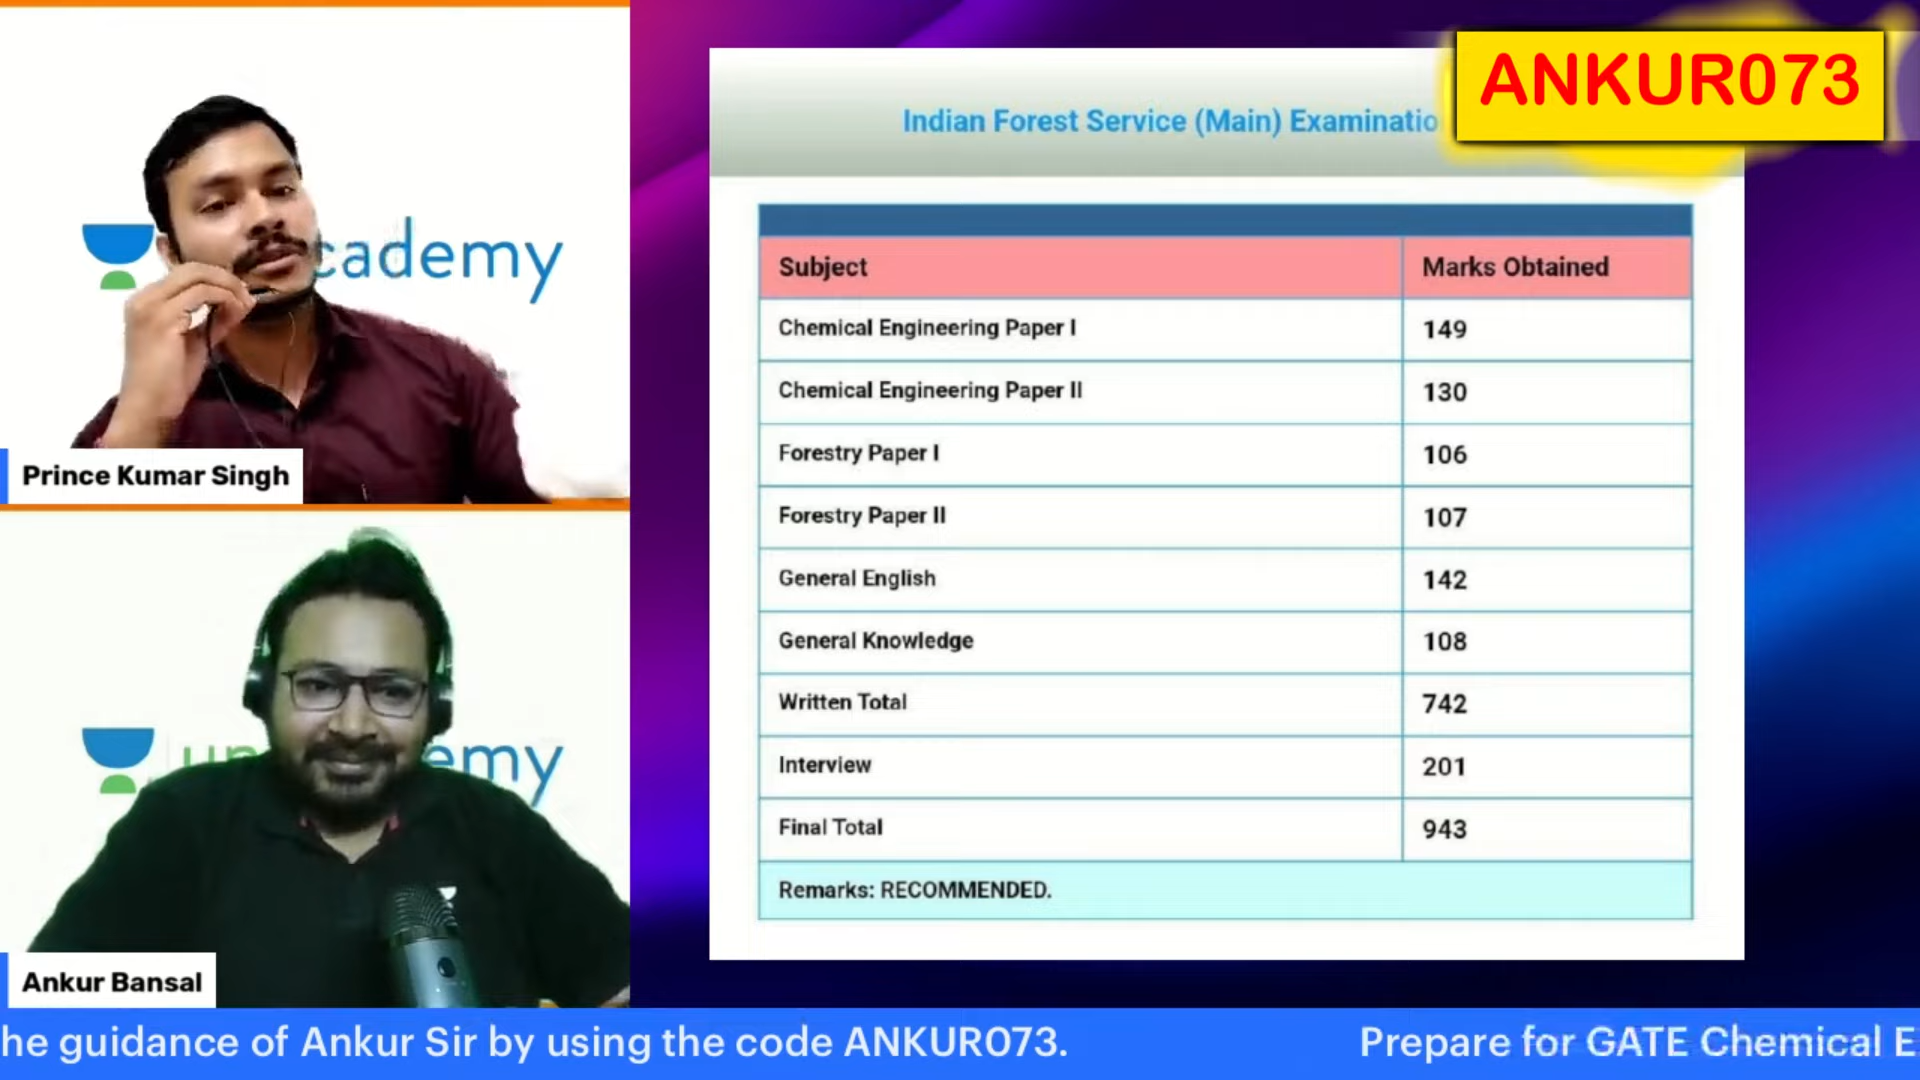 cademy
Prince Kumar Singh
un
emy
Ankur Bansal
ANKUR073
Indian Forest Service (Main) Examinatio
Subject Marks Obtained
Chemical Engineering Paper I 149
Chemical Engineering Paper II 130
Forestry Paper I 106
Forestry Paper II 107
General English 142
General Knowledge 108
Written Total 742
Interview 201
Final Total 943
Remarks: RECOMMENDED.
he guidance of Ankur Sir by using the code ANKUR073. Prepare for GATE Chemical E